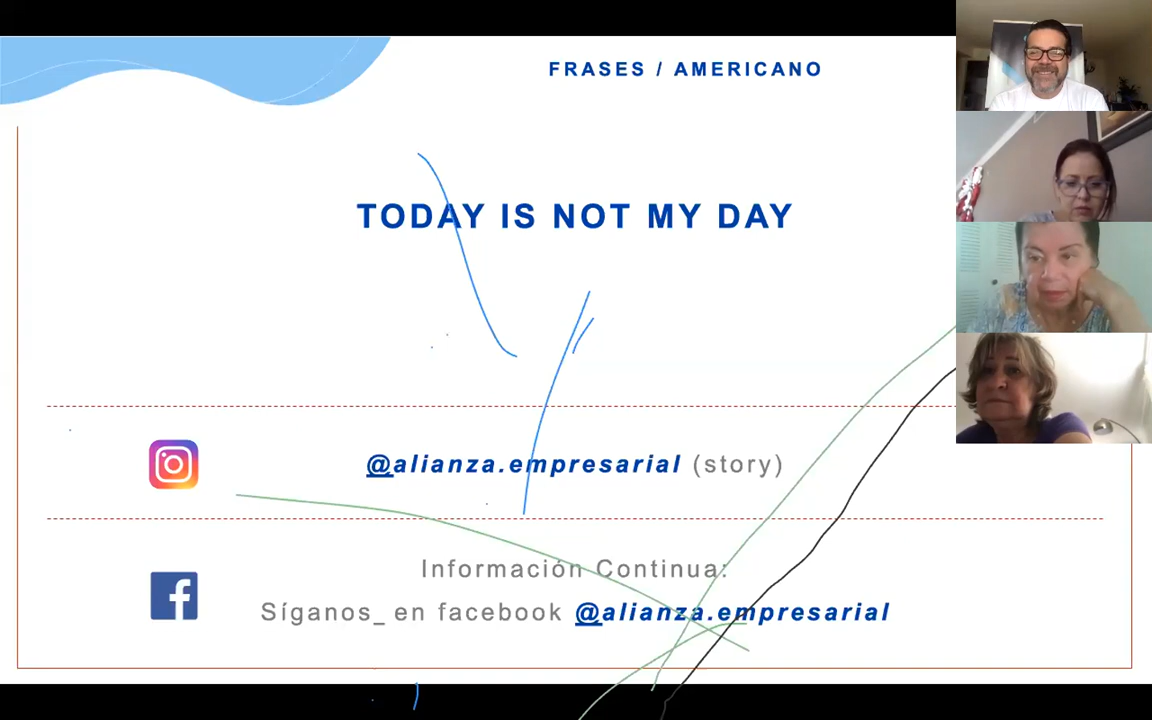 FRASES / AMERICANO
TODAY IS NOT MY DAY
@alianza.empresarial (story)
Información Continua:
Síganos_ en facebook @alianza.empresarial